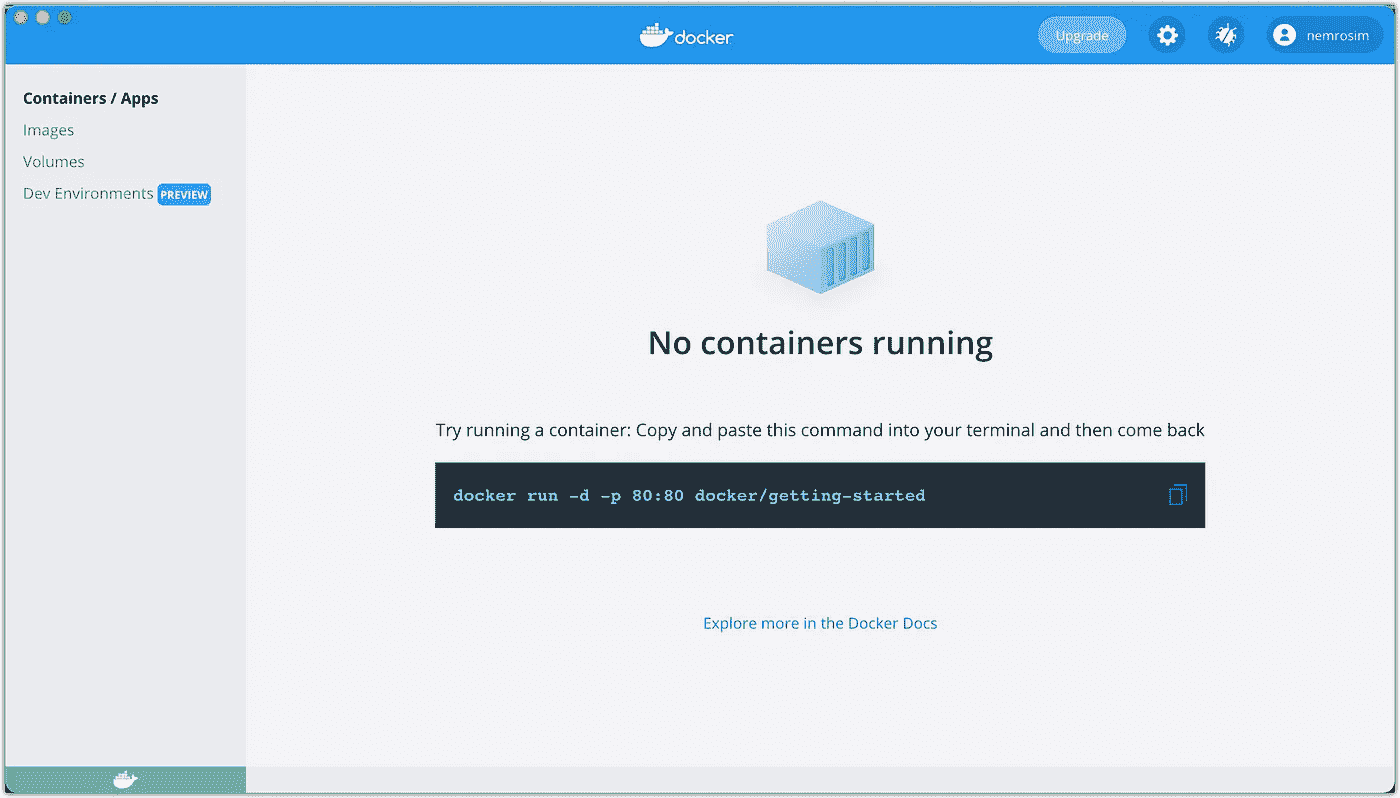 docker
Upgrade
nemrosim
Containers / Apps
Images
Volumes
Dev Environments PREVIEW
No containers running
Try running a container: Copy and paste this command into your terminal and then come back
docker run -d -p 80:80 docker/getting-started
Explore more in the Docker Docs